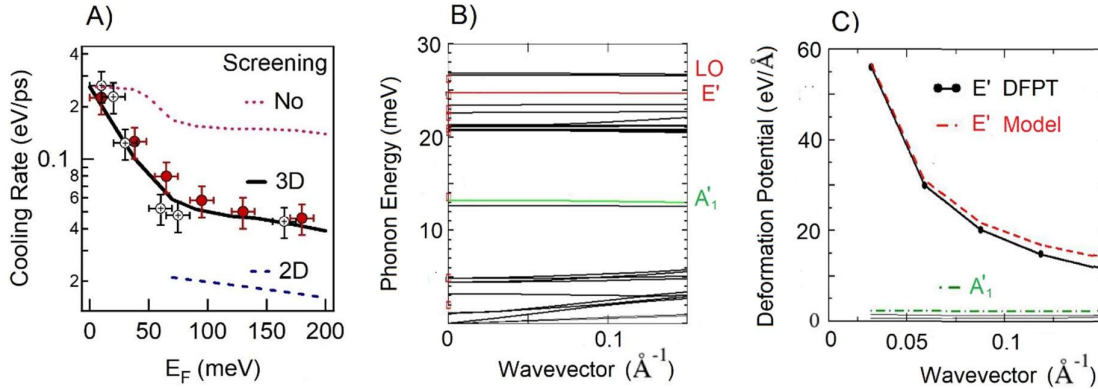 A)
Cooling Rate (eV/ps)
4
2
0.1
8
6
4
2
Screening
No
3D
2D
0 50 100 150 200
E_F (meV)
B)
Phonon Energy (meV)
30
20
10
0
LO
E'
A'₁
0 0.1
Wavevector (Å⁻¹)
C)
Deformation Potential (eV/Å)
60
40
20
0
E' DFPT
E' Model
A'₁
0.05 0.1
Wavevector (Å⁻¹)